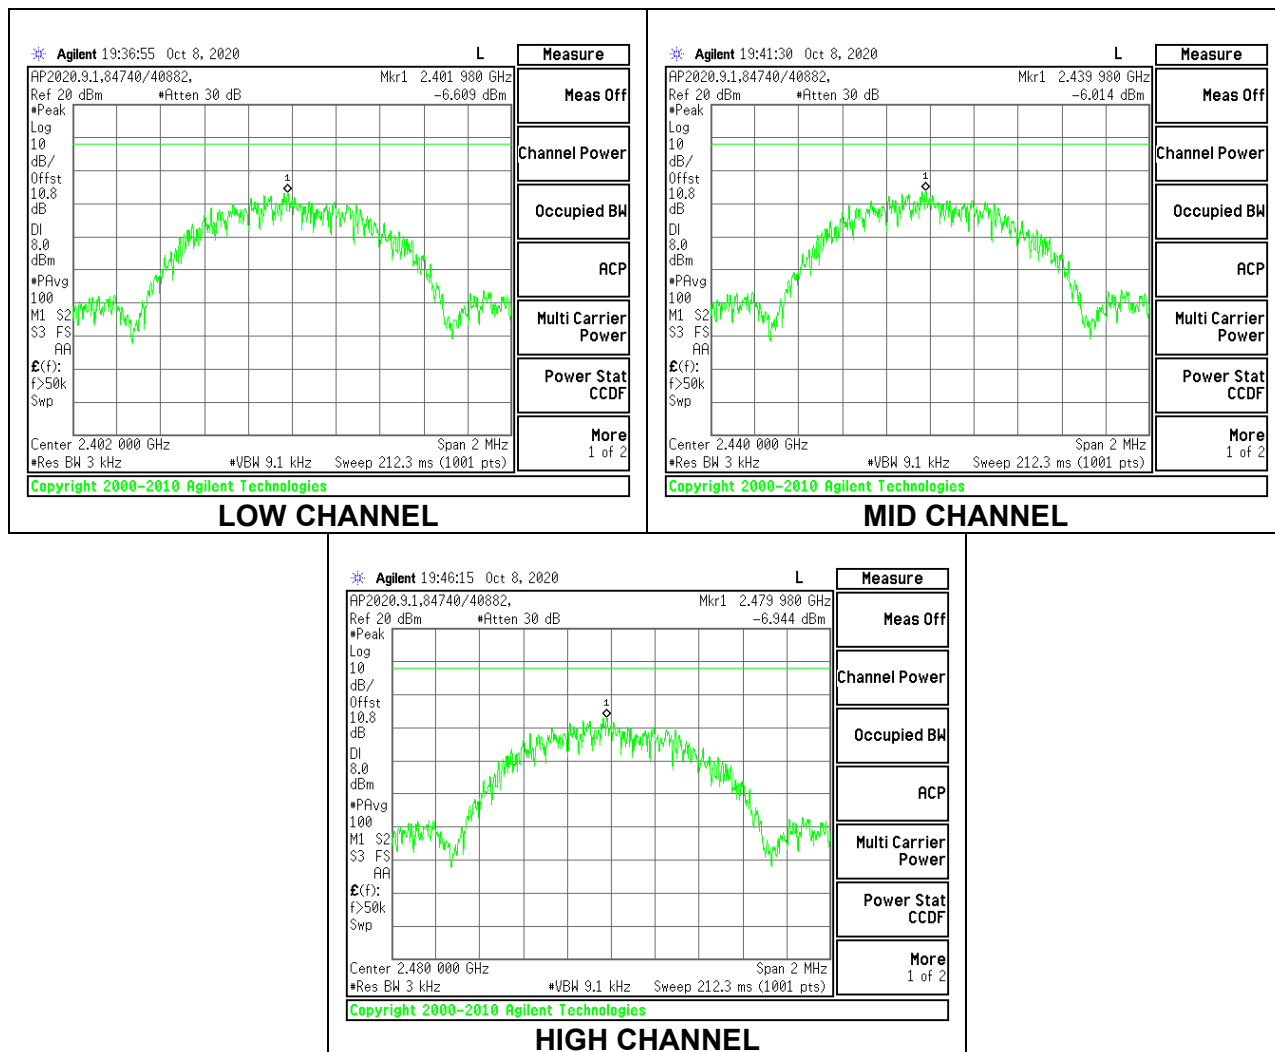 Agilent 19:36:55 Oct 8, 2020 L
Measure
AP2020.9.1,84740/40882, Mkr1 2.401 980 GHz
Ref 20 dBm #Atten 30 dB -6.609 dBm
#Peak
Log
10
dB/
Offst
10.8
dB
DI
8.0
dBm
#PAvg
100
M1 S2
S3 FS
AA
£(f):
f>50k
Swp
1
Center 2.402 000 GHz Span 2 MHz
#Res BW 3 kHz #VBW 9.1 kHz Sweep 212.3 ms (1001 pts)
Copyright 2000-2010 Agilent Technologies
Meas Off
Channel Power
Occupied BW
ACP
Multi Carrier
Power
Power Stat
CCDF
More
1 of 2
LOW CHANNEL
Agilent 19:41:30 Oct 8, 2020 L
Measure
AP2020.9.1,84740/40882, Mkr1 2.439 980 GHz
Ref 20 dBm #Atten 30 dB -6.014 dBm
#Peak
Log
10
dB/
Offst
10.8
dB
DI
8.0
dBm
#PAvg
100
M1 S2
S3 FS
AA
£(f):
f>50k
Swp
1
Center 2.440 000 GHz Span 2 MHz
#Res BW 3 kHz #VBW 9.1 kHz Sweep 212.3 ms (1001 pts)
Copyright 2000-2010 Agilent Technologies
Meas Off
Channel Power
Occupied BW
ACP
Multi Carrier
Power
Power Stat
CCDF
More
1 of 2
MID CHANNEL
Agilent 19:46:15 Oct 8, 2020 L
Measure
AP2020.9.1,84740/40882, Mkr1 2.479 980 GHz
Ref 20 dBm #Atten 30 dB -6.944 dBm
#Peak
Log
10
dB/
Offst
10.8
dB
DI
8.0
dBm
#PAvg
100
M1 S2
S3 FS
AA
£(f):
f>50k
Swp
1
Center 2.480 000 GHz Span 2 MHz
#Res BW 3 kHz #VBW 9.1 kHz Sweep 212.3 ms (1001 pts)
Copyright 2000-2010 Agilent Technologies
Meas Off
Channel Power
Occupied BW
ACP
Multi Carrier
Power
Power Stat
CCDF
More
1 of 2
HIGH CHANNEL